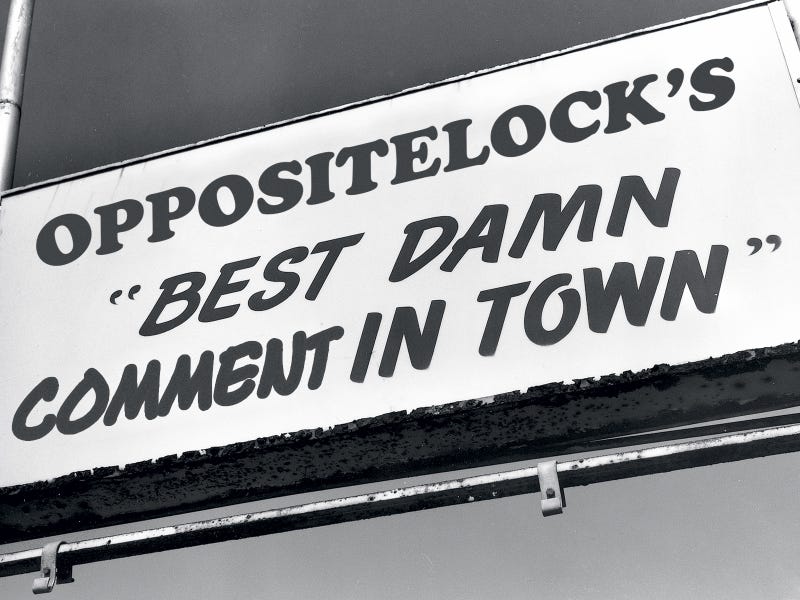 OPPOSITELOCK'S
“BEST DAMN
COMMENT IN TOWN”